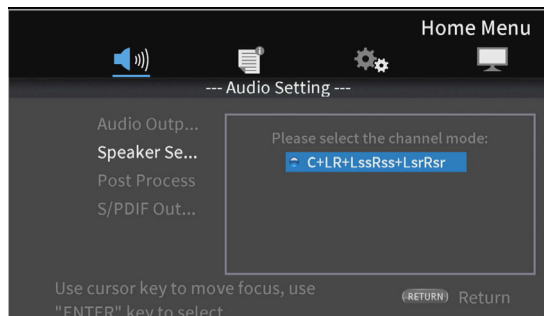 Home Menu
--- Audio Setting ---
Audio Outp...
Speaker Se...
Post Process
S/PDIF Out...
Please select the channel mode:
C+LR+LssRss+LsrRsr
Use cursor key to move focus, use
"ENTER" key to select
RETURN Return